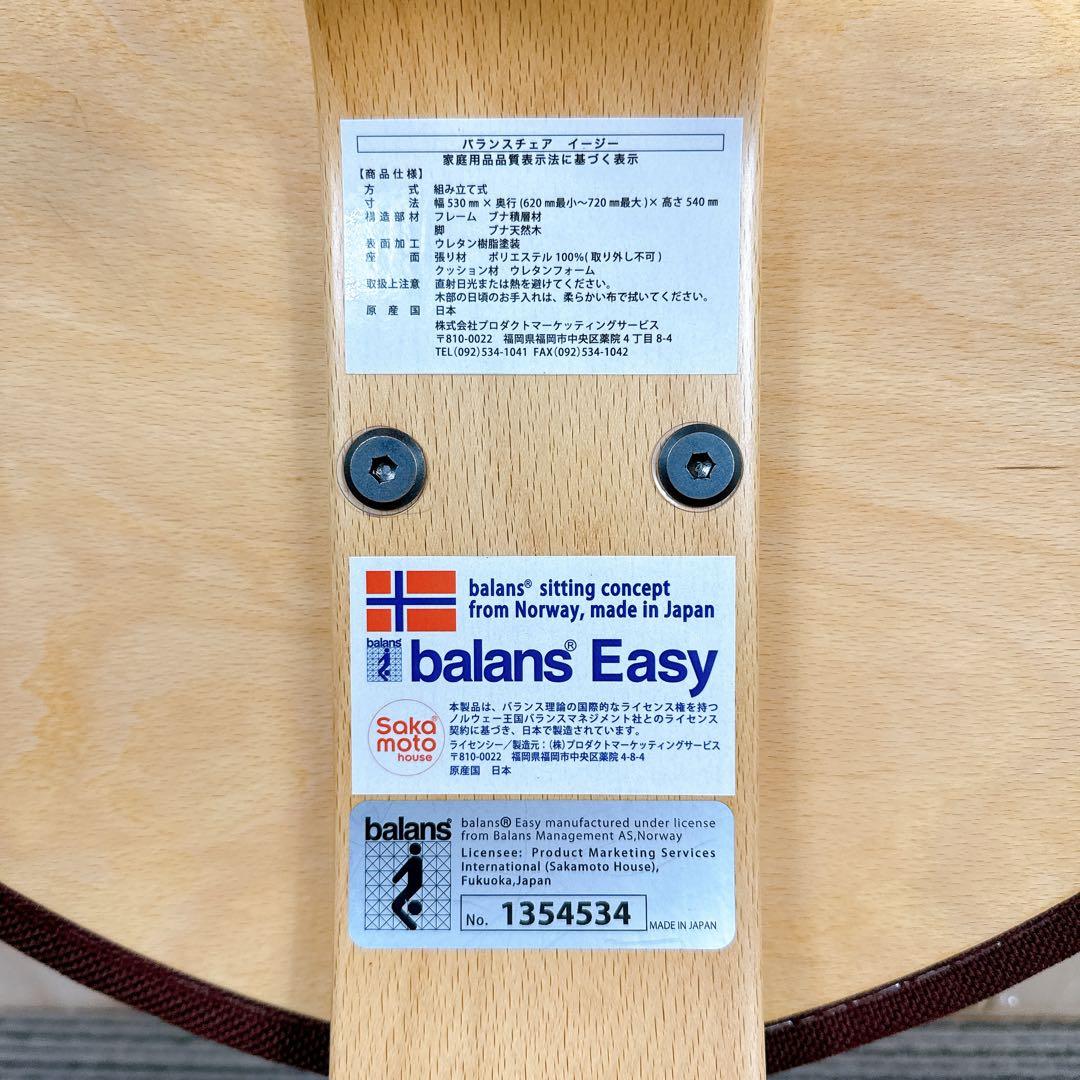 バランスチェア　イージー
家庭用品品質表示法に基づく表示
【商品仕様】
方　式　組み立て式
寸　法　幅 530 ㎜ × 奥行 (620 ㎜最小～720 ㎜最大 )× 高さ 540 ㎜
構造部材　フレーム　ブナ積層材
脚　ブナ天然木
表面加工　ウレタン樹脂塗装
座　面　張り材　ポリエステル 100%( 取り外し不可 )
クッション材　ウレタンフォーム
取扱上注意　直射日光または熱を避けてください。
木部の日頃のお手入れは、柔らかい布で拭いてください。
原産国　日本
株式会社プロダクトマーケッティングサービス
〒810-0022　福岡県福岡市中央区薬院 4 丁目 8-4
TEL(092)534-1041 FAX(092)534-1042
balans® sitting concept
from Norway, made in Japan
balans
balans® Easy
本製品は、バランス理論の国際的なライセンス権を持つ
ノルウェー王国バランスマネジメント社とのライセンス
契約に基づき、日本で製造されています。
Saka®
moto
house
ライセンシー／製造元：(株)プロダクトマーケッティングサービス
〒810-0022　福岡県福岡市中央区薬院 4-8-4
原産国　日本
balans®
balans® Easy manufactured under license
from Balans Management AS,Norway
Licensee: Product Marketing Services
International (Sakamoto House),
Fukuoka,Japan
No. 1354534
MADE IN JAPAN